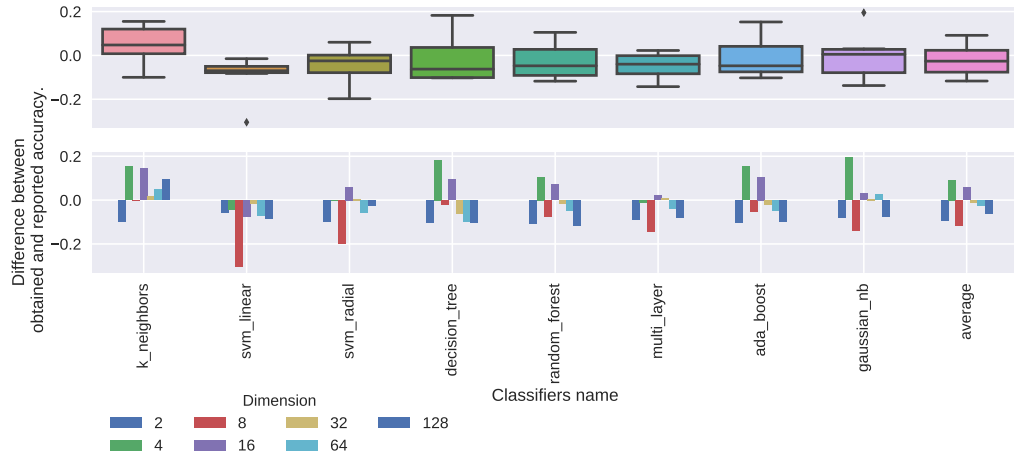 0.2
0.0
−0.2
0.2
0.0
−0.2
Difference between
obtained and reported accuracy.
k_neighbors
svm_linear
svm_radial
decision_tree
random_forest
multi_layer
ada_boost
gaussian_nb
average
Classifiers name
Dimension
2 8 32 128
4 16 64